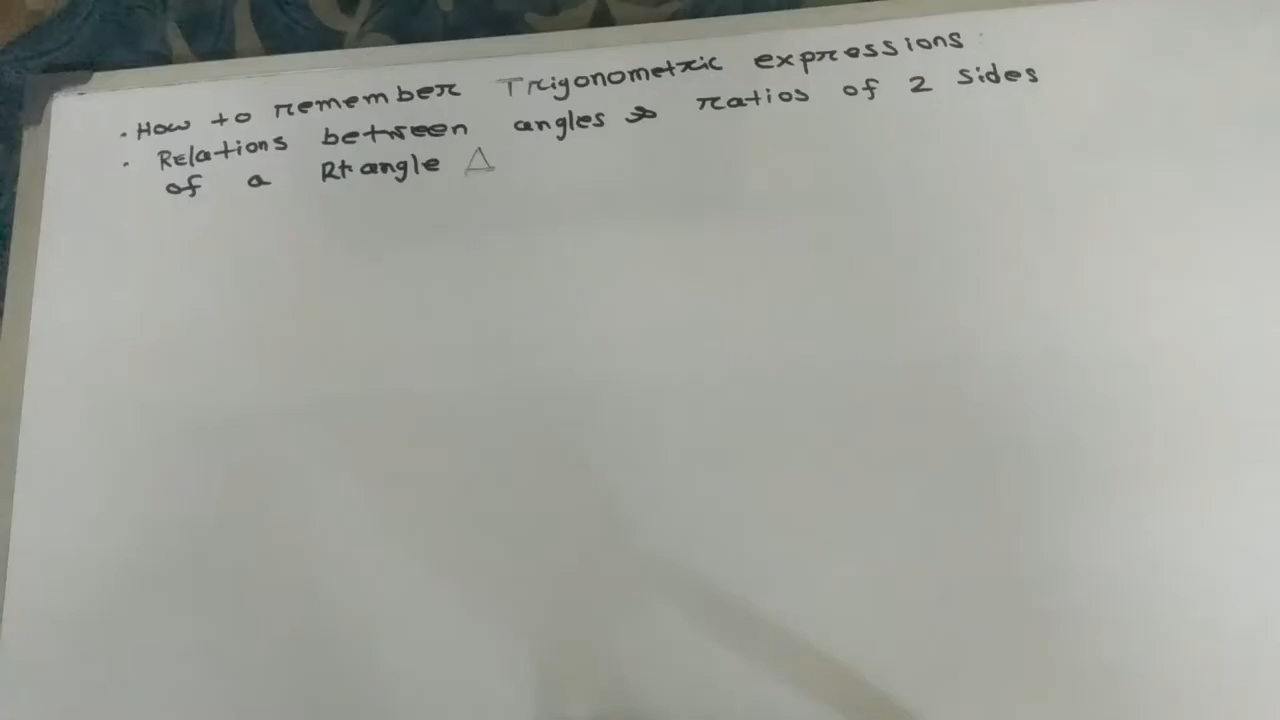 . How to remember Trigonometric expressions
. Relations between angles & ratios of 2 sides
of a Rt angle △